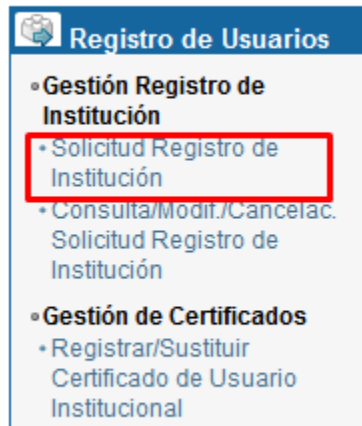 Registro de Usuarios
Gestión Registro de
Institución
Solicitud Registro de
Institución
Consulta/Modif./Cancelac.
Solicitud Registro de
Institución
Gestión de Certificados
Registrar/Sustituir
Certificado de Usuario
Institucional